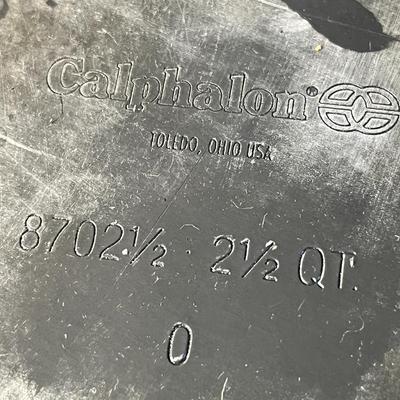 Calphalon®
TOLEDO, OHIO USA
8702½ 2½ QT.
0